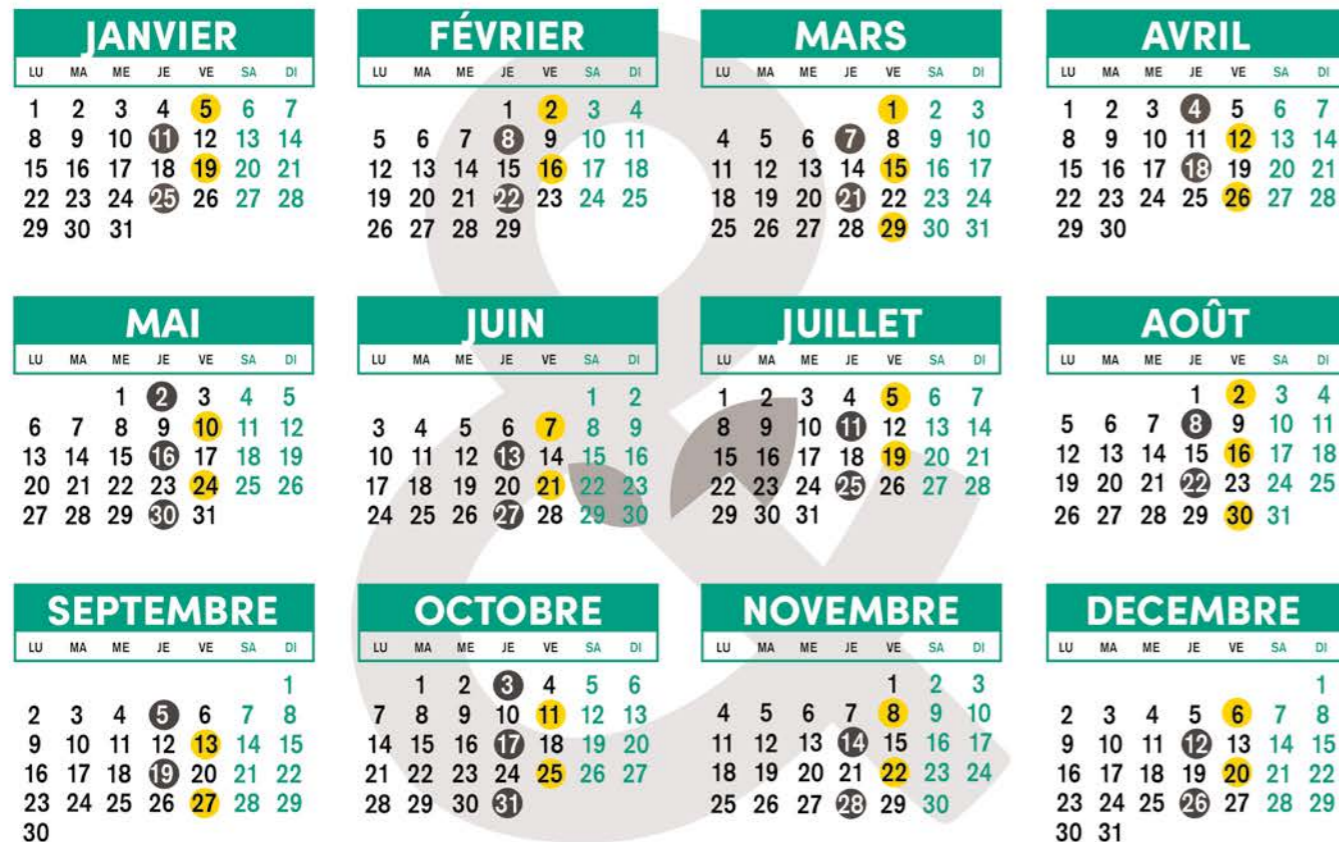 JANVIER
LU MA ME JE VE SA DI
1 2 3 4 5 6 7
8 9 10 11 12 13 14
15 16 17 18 19 20 21
22 23 24 25 26 27 28
29 30 31
FÉVRIER
LU MA ME JE VE SA DI
1 2 3 4
5 6 7 8 9 10 11
12 13 14 15 16 17 18
19 20 21 22 23 24 25
26 27 28 29
MARS
LU MA ME JE VE SA DI
1 2 3
4 5 6 7 8 9 10
11 12 13 14 15 16 17
18 19 20 21 22 23 24
25 26 27 28 29 30 31
AVRIL
LU MA ME JE VE SA DI
1 2 3 4 5 6 7
8 9 10 11 12 13 14
15 16 17 18 19 20 21
22 23 24 25 26 27 28
29 30
MAI
LU MA ME JE VE SA DI
1 2 3 4 5
6 7 8 9 10 11 12
13 14 15 16 17 18 19
20 21 22 23 24 25 26
27 28 29 30 31
JUIN
LU MA ME JE VE SA DI
1 2
3 4 5 6 7 8 9
10 11 12 13 14 15 16
17 18 19 20 21 22 23
24 25 26 27 28 29 30
JUILLET
LU MA ME JE VE SA DI
1 2 3 4 5 6 7
8 9 10 11 12 13 14
15 16 17 18 19 20 21
22 23 24 25 26 27 28
29 30 31
AOÛT
LU MA ME JE VE SA DI
1 2 3 4
5 6 7 8 9 10 11
12 13 14 15 16 17 18
19 20 21 22 23 24 25
26 27 28 29 30 31
SEPTEMBRE
LU MA ME JE VE SA DI
1
2 3 4 5 6 7 8
9 10 11 12 13 14 15
16 17 18 19 20 21 22
23 24 25 26 27 28 29
30
OCTOBRE
LU MA ME JE VE SA DI
1 2 3 4 5 6
7 8 9 10 11 12 13
14 15 16 17 18 19 20
21 22 23 24 25 26 27
28 29 30 31
NOVEMBRE
LU MA ME JE VE SA DI
1 2 3
4 5 6 7 8 9 10
11 12 13 14 15 16 17
18 19 20 21 22 23 24
25 26 27 28 29 30
DECEMBRE
LU MA ME JE VE SA DI
1
2 3 4 5 6 7 8
9 10 11 12 13 14 15
16 17 18 19 20 21 22
23 24 25 26 27 28 29
30 31